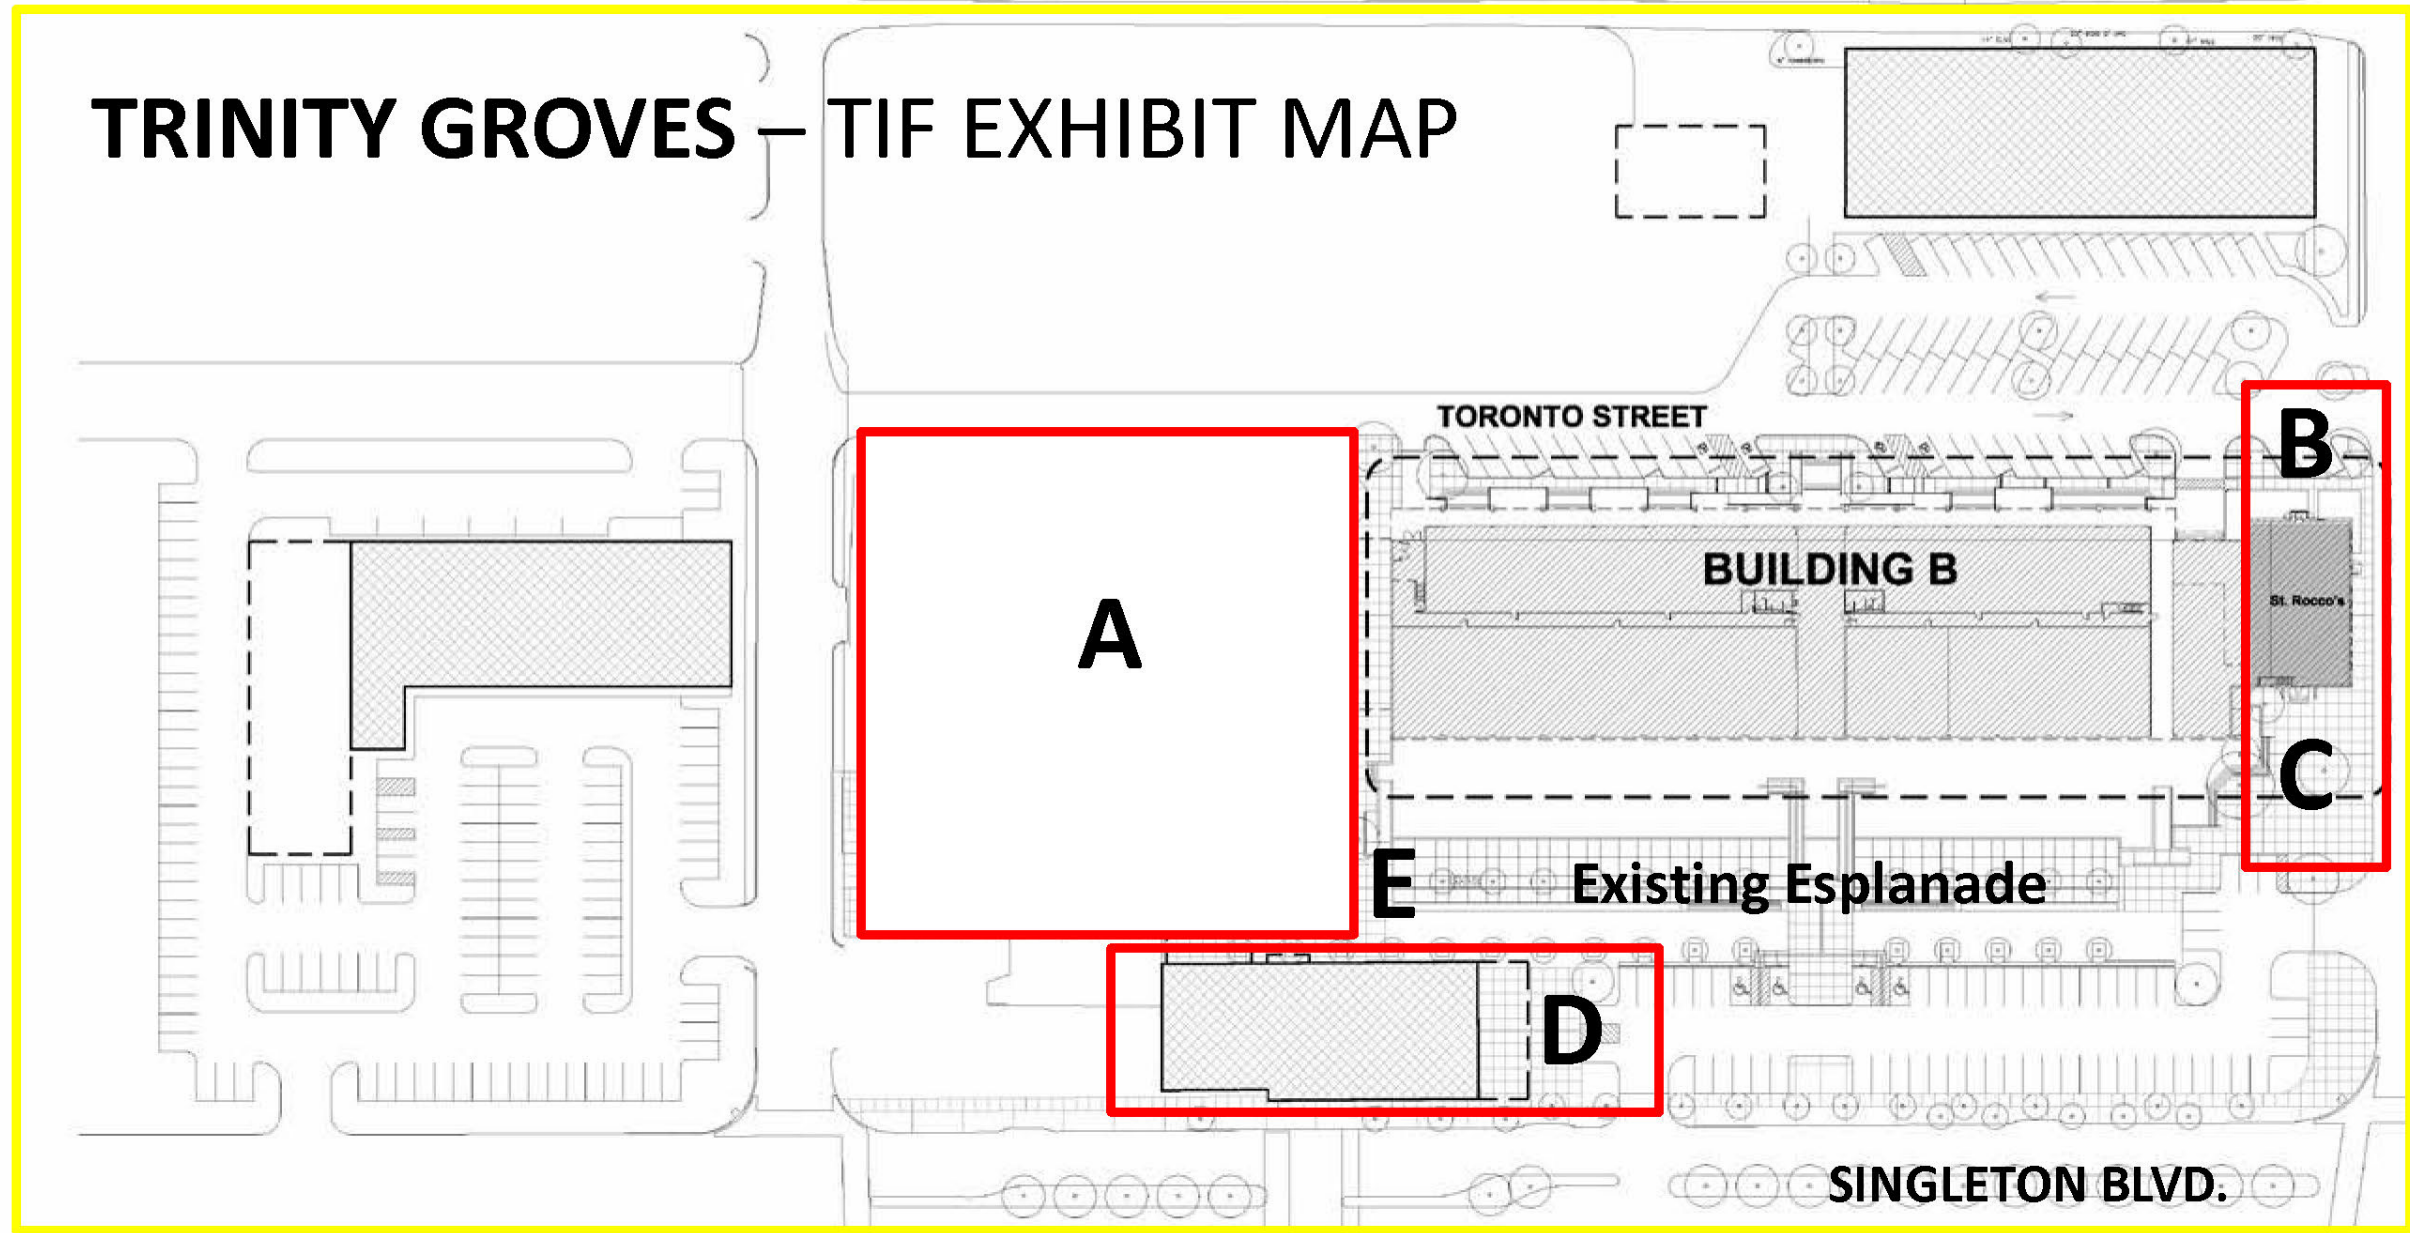 TRINITY GROVES – TIF EXHIBIT MAP
TORONTO STREET
B
BUILDING B
St. Rocco's
A
C
E
Existing Esplanade
D
SINGLETON BLVD.